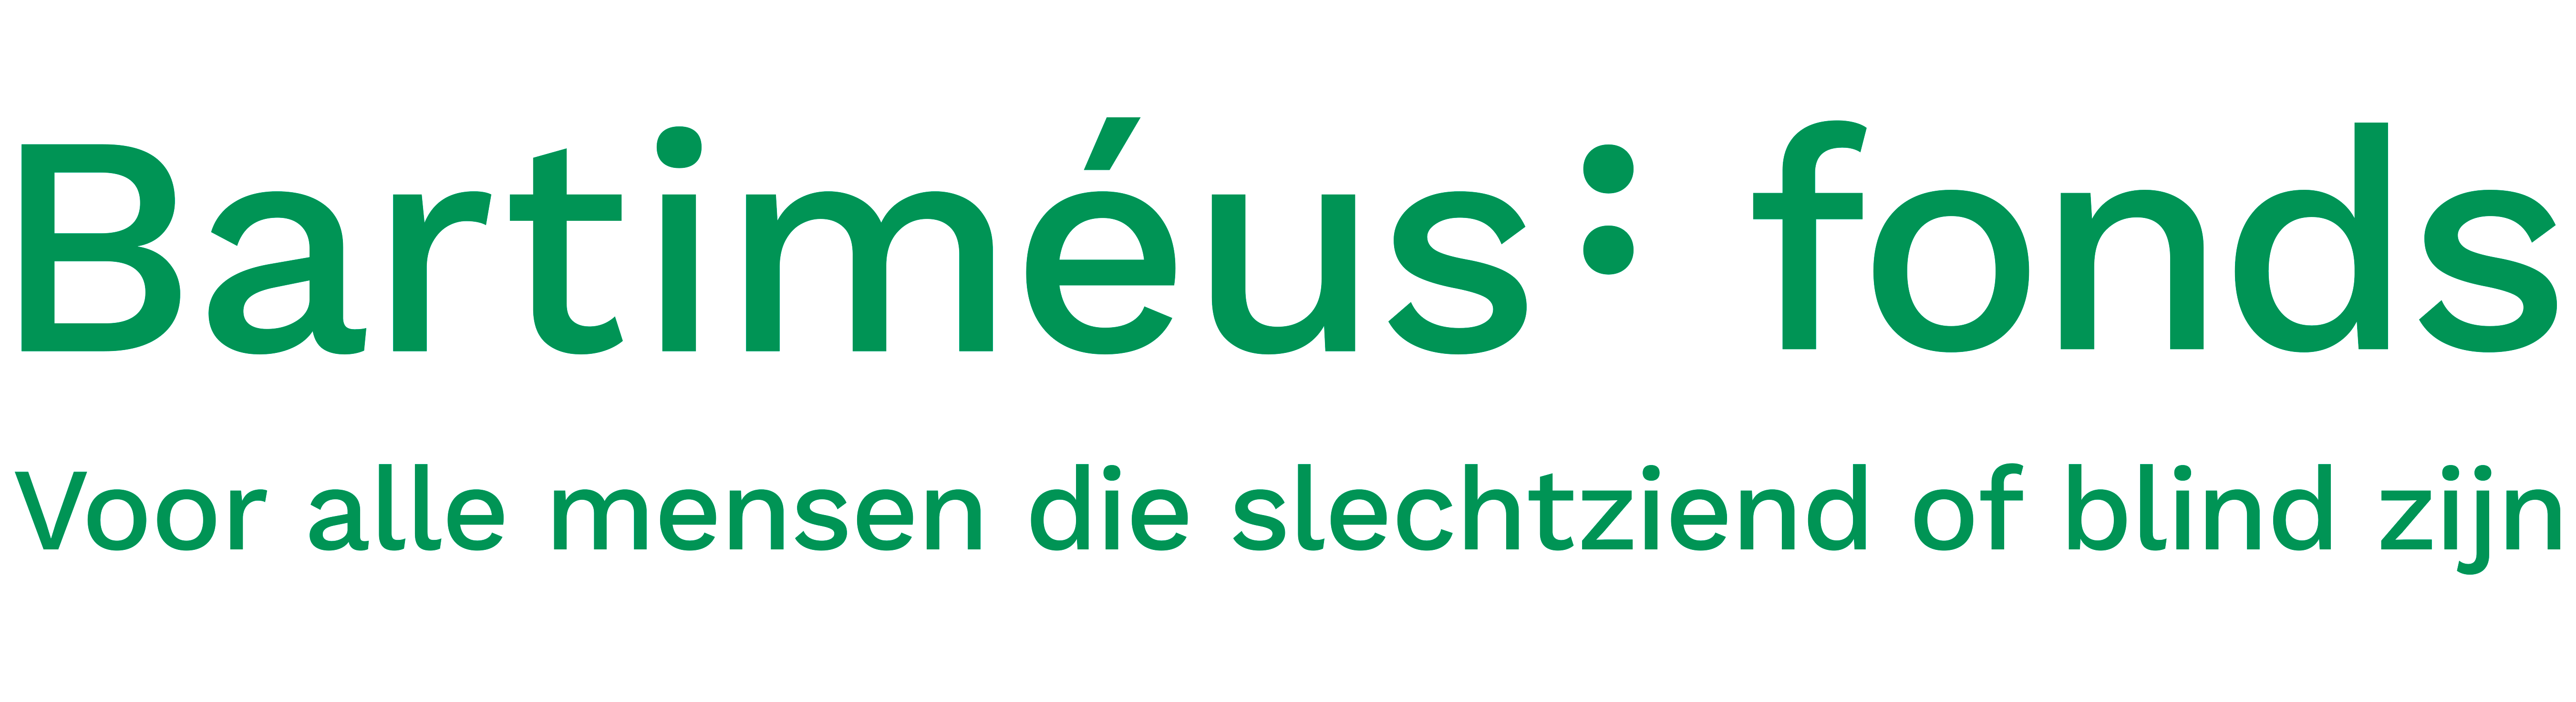 Bartiméus: fonds
Voor alle mensen die slechtziend of blind zijn